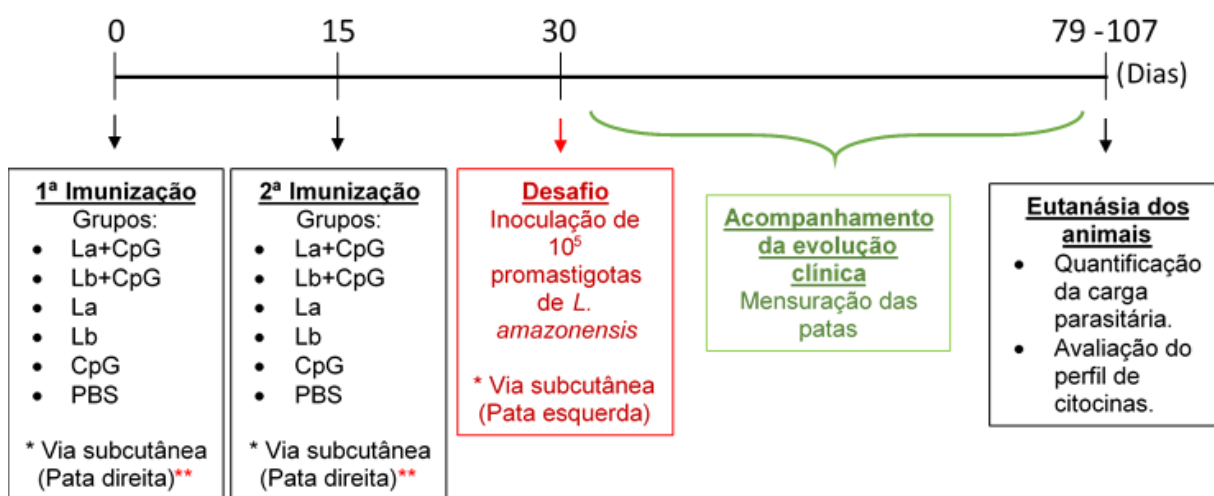 0
15
30
79 -107
(Dias)
1ª Imunização
Grupos:
• La+CpG
• Lb+CpG
• La
• Lb
• CpG
• PBS
* Via subcutânea
(Pata direita)**
2ª Imunização
Grupos:
• La+CpG
• Lb+CpG
• La
• Lb
• CpG
• PBS
* Via subcutânea
(Pata direita)**
Desafio
Inoculação de
10⁵
promastigotas
de L.
amazonensis
* Via subcutânea
(Pata esquerda)
Acompanhamento
da evolução
clínica
Mensuração das
patas
Eutanásia dos
animais
• Quantificação
da carga
parasitária.
• Avaliação do
perfil de
citocinas.